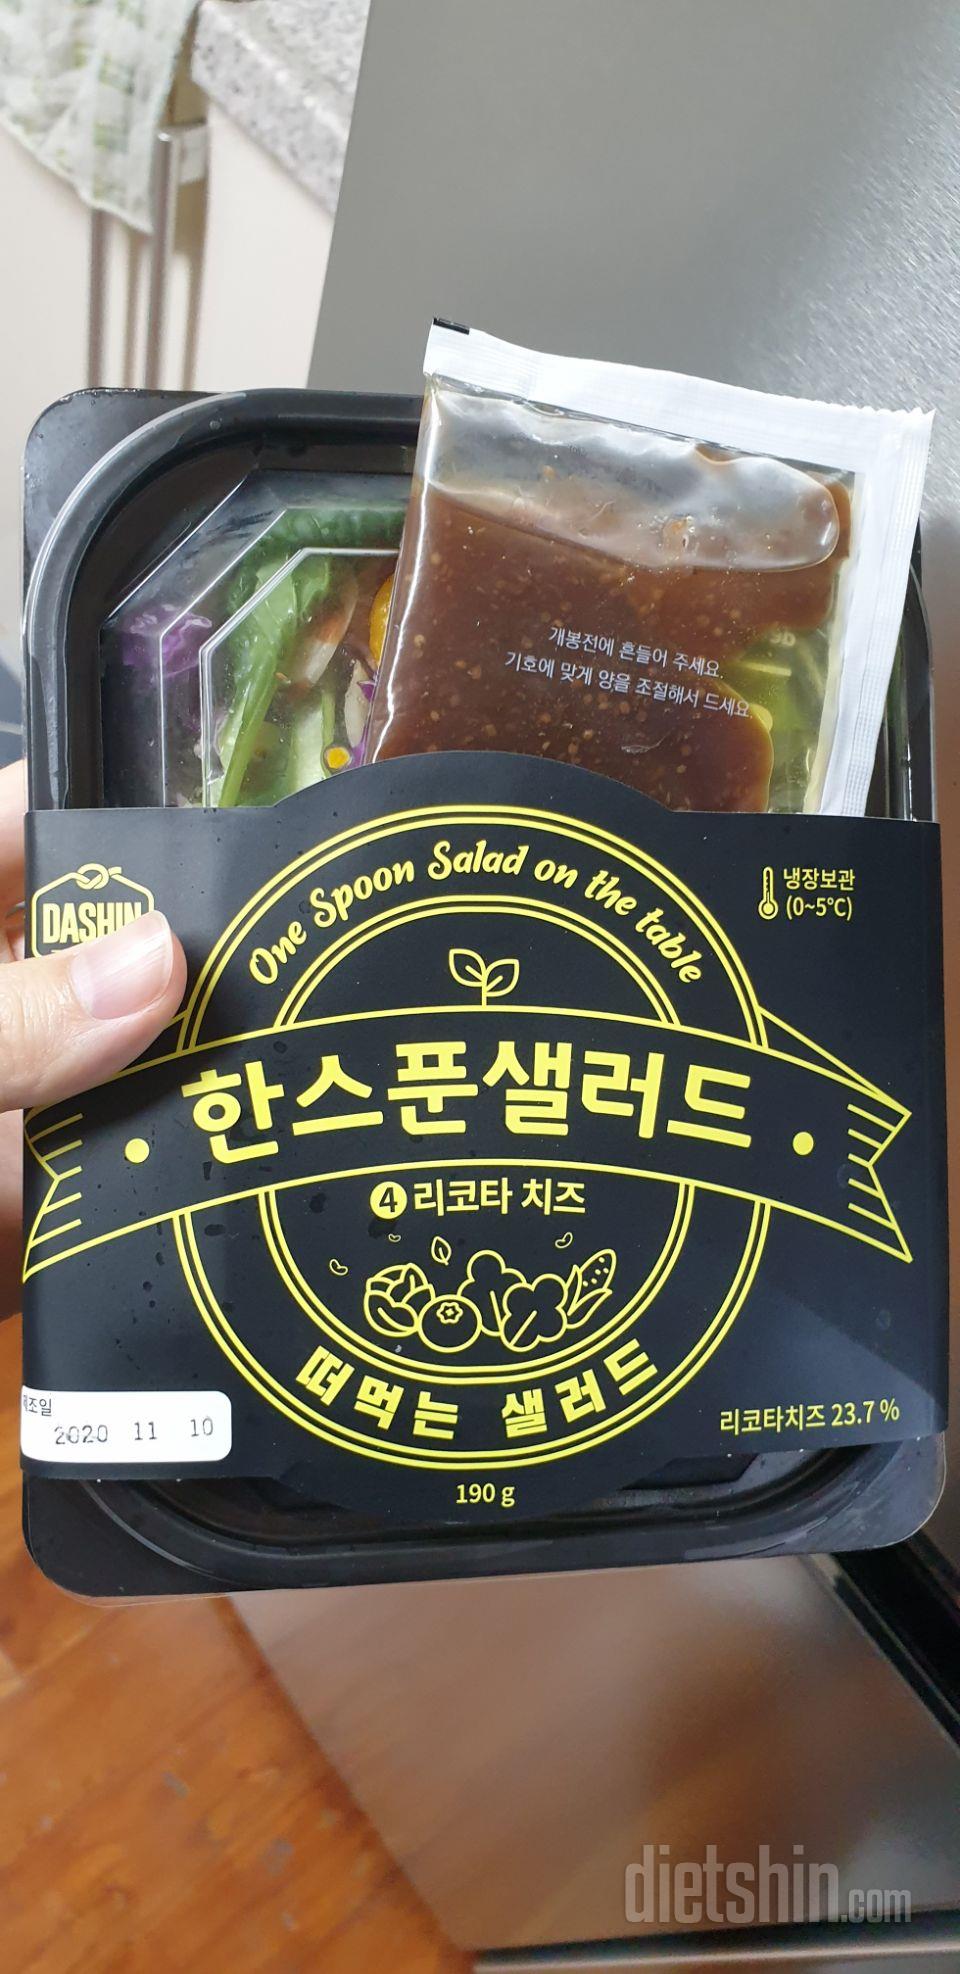 개봉전에 흔들어 주세요.
기호에 맞게 양을 조절해서 드세요.
DASHIN
냉장보관
(0~5℃)
One Spoon Salad on the table
한스푼샐러드
4 리코타 치즈
떠먹는 샐러드
제조일
2020 11 10
리코타치즈 23.7 %
190 g
dietshin.com